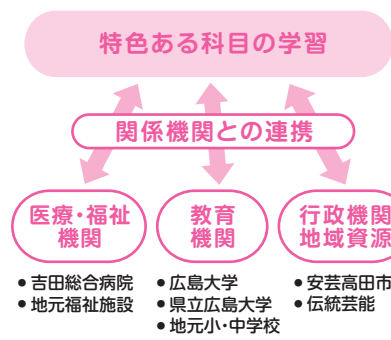 特色ある科目の学習
関係機関との連携
医療・福祉
機関
教育
機関
行政機関
地域資源
● 吉田総合病院
● 地元福祉施設
● 広島大学
● 県立広島大学
● 地元小・中学校
● 安芸高田市
● 伝統芸能